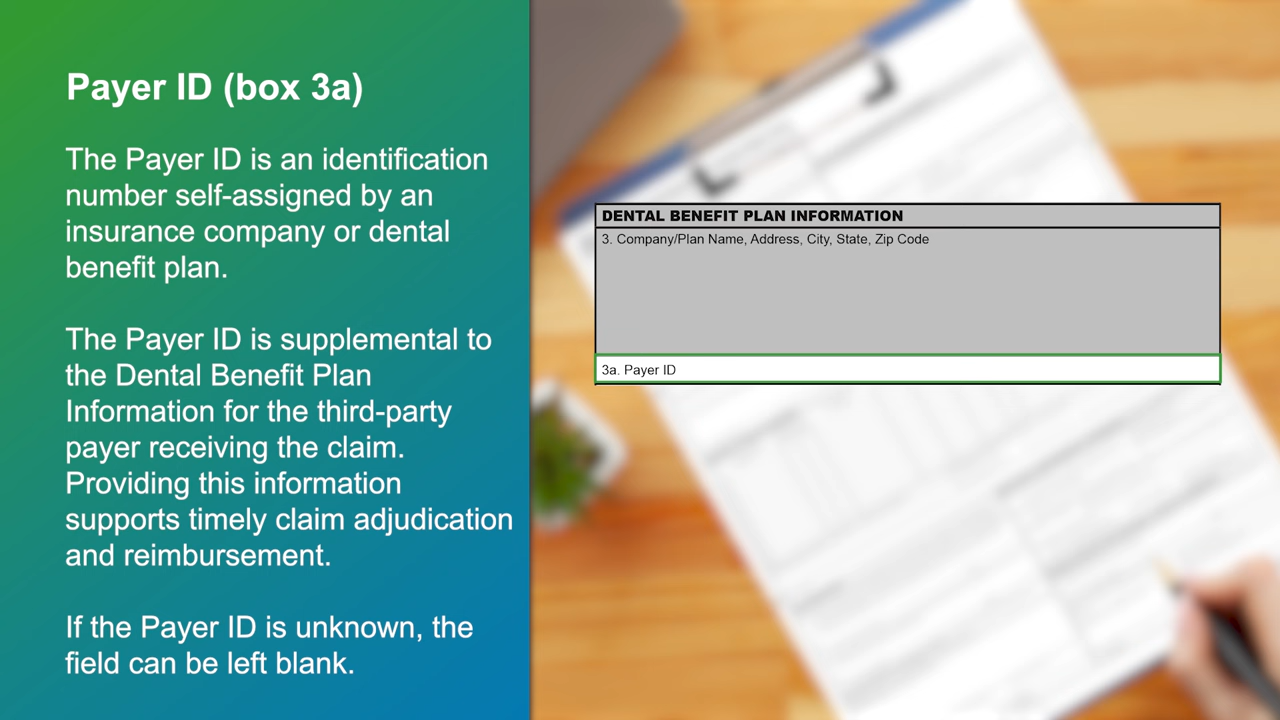 Payer ID (box 3a)
The Payer ID is an identification
number self-assigned by an
insurance company or dental
benefit plan.
The Payer ID is supplemental to
the Dental Benefit Plan
Information for the third-party
payer receiving the claim.
Providing this information
supports timely claim adjudication
and reimbursement.
If the Payer ID is unknown, the
field can be left blank.
DENTAL BENEFIT PLAN INFORMATION
3. Company/Plan Name, Address, City, State, Zip Code
3a. Payer ID